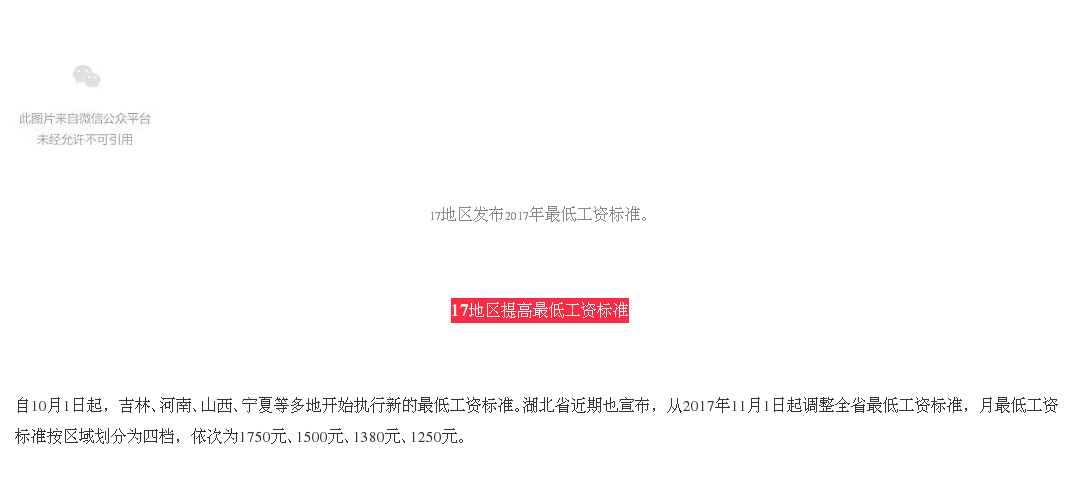 此图片来自微信公众平台
未经允许不可引用
17地区发布2017年最低工资标准。
17地区提高最低工资标准
自10月1日起，吉林、河南、山西、宁夏等多地开始执行新的最低工资标准。湖北省近期也宣布，从2017年11月1日起调整全省最低工资标准，月最低工资
标准按区域划分为四档，依次为1750元、1500元、1380元、1250元。